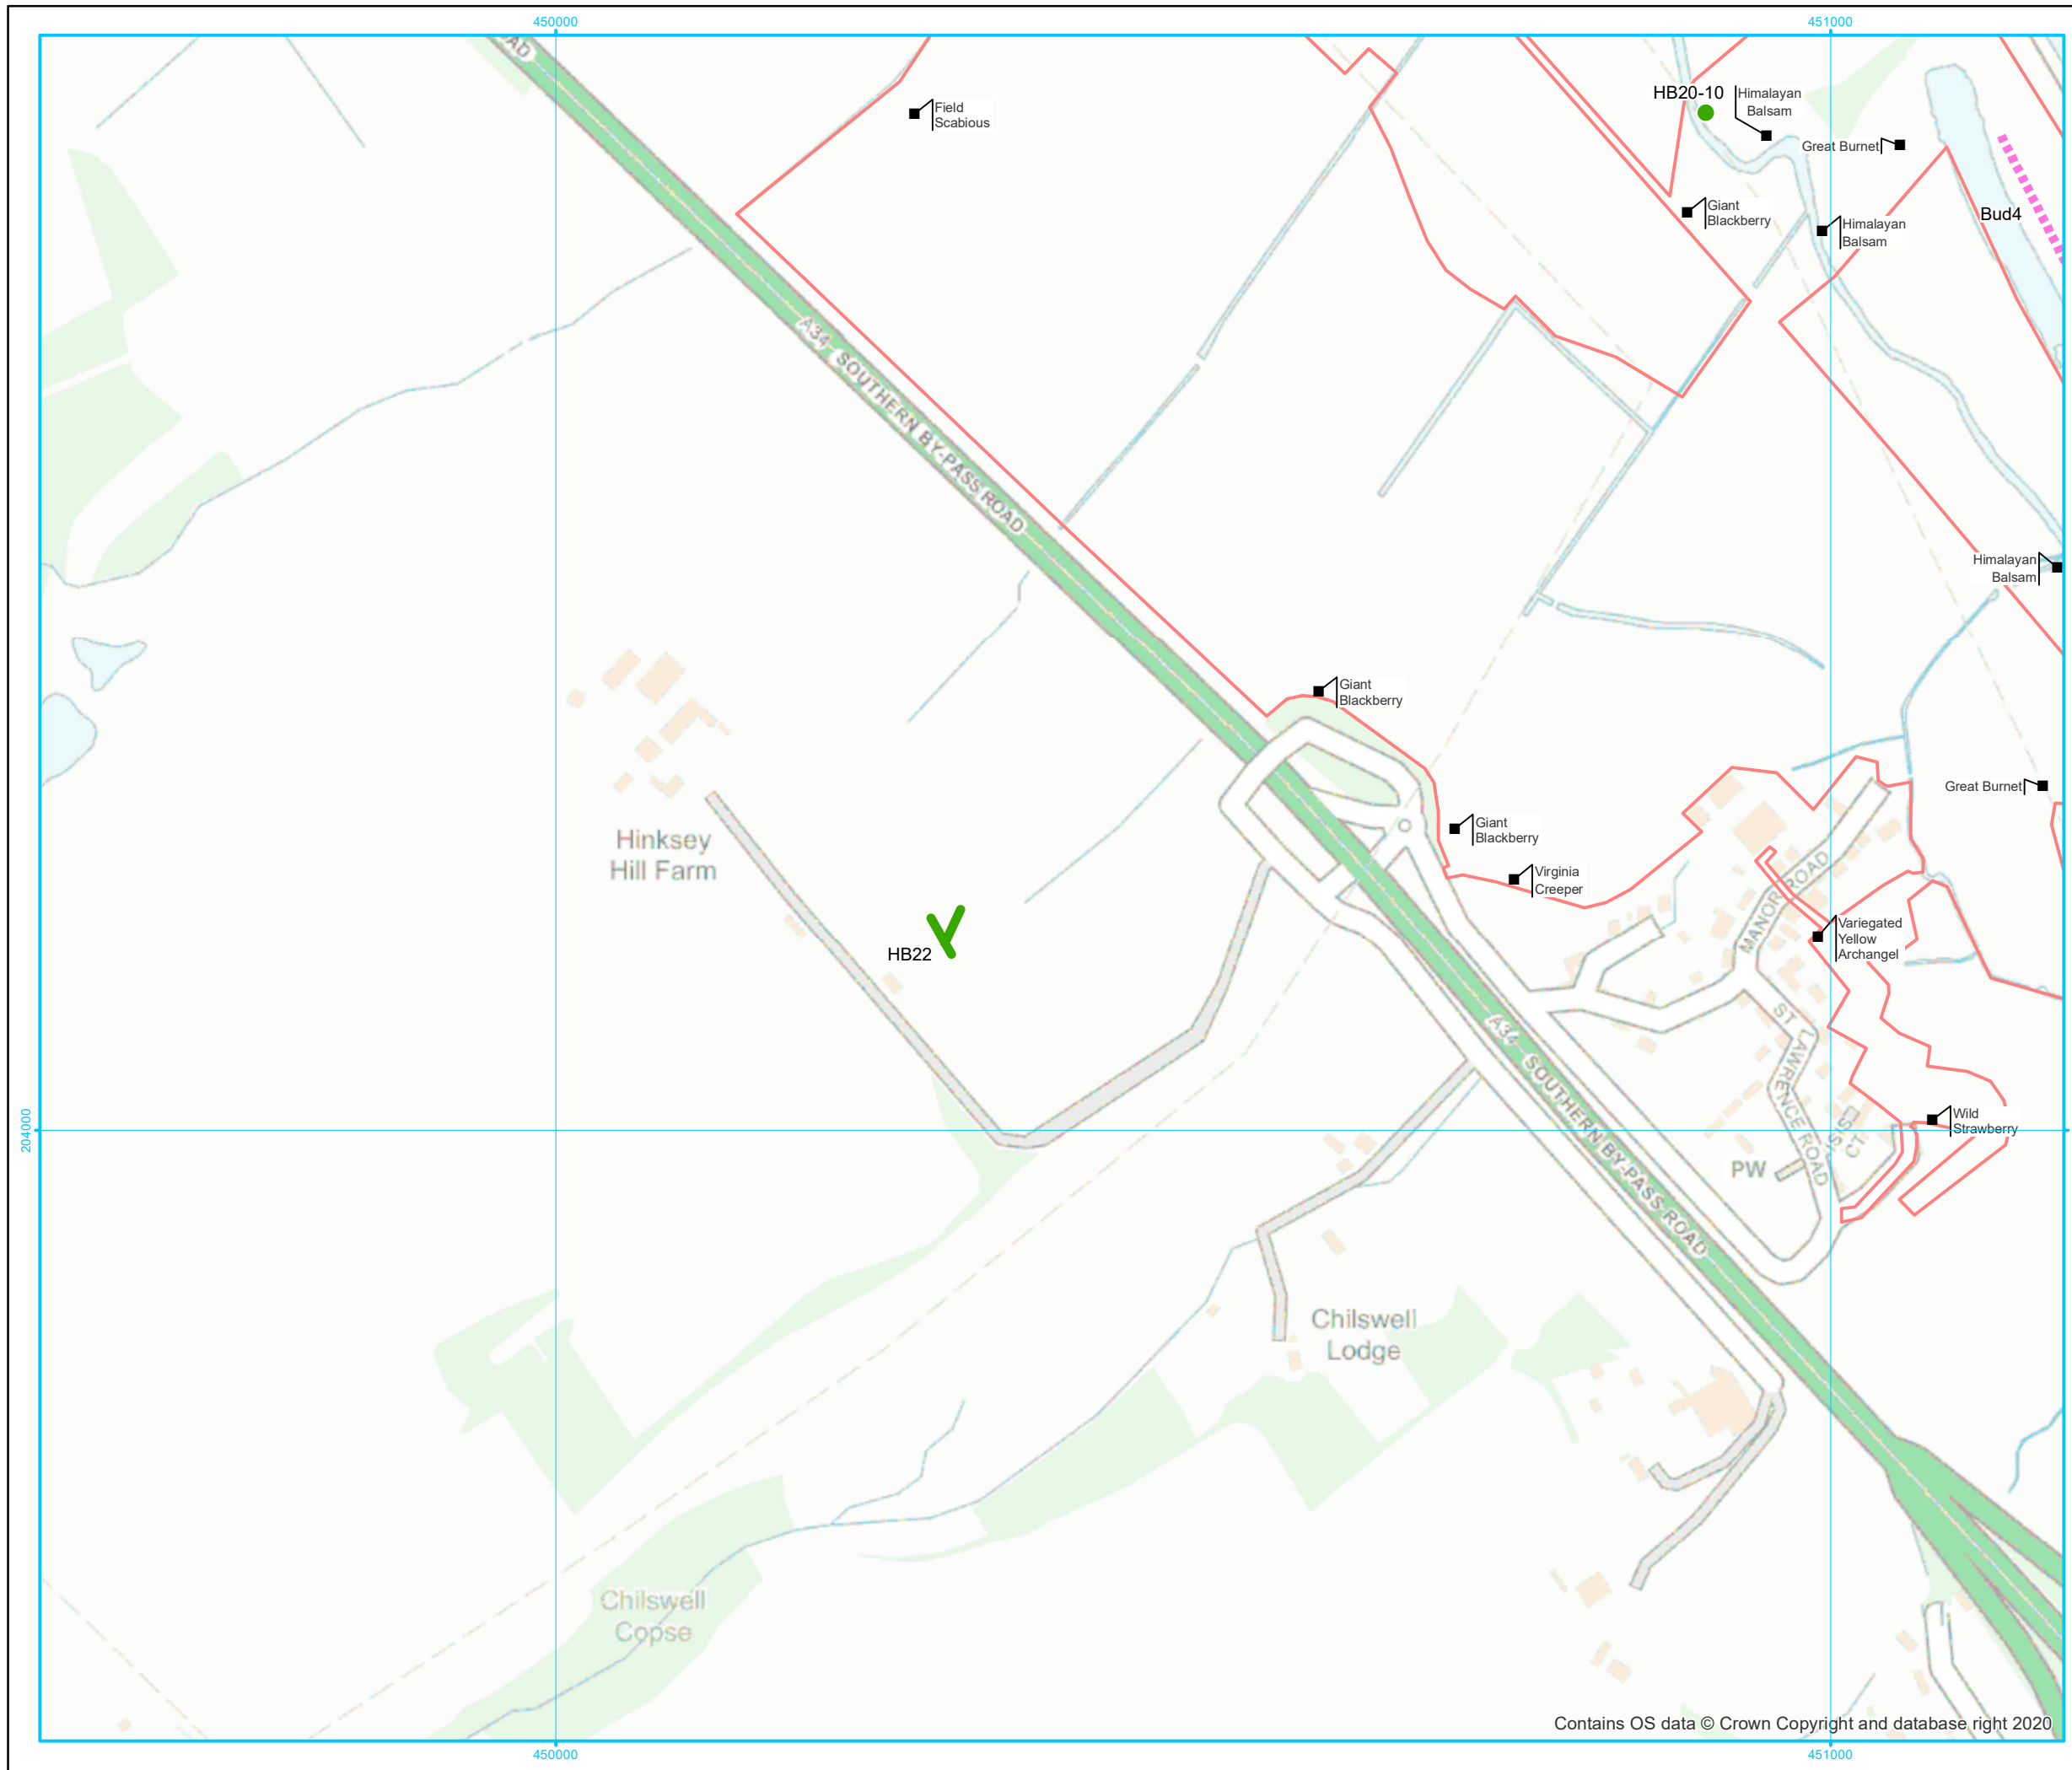 450000
451000
OAD
Field
Scabious
HB20-10
Himalayan
Balsam
Great Burnet
Giant
Blackberry
Himalayan
Balsam
Bud4
A34 SOUTHERN BY-PASS ROAD
Himalayan
Balsam
Giant
Blackberry
Great Burnet
Hinksey
Hill Farm
Giant
Blackberry
Virginia
Creeper
MANOR ROAD
Variegated
Yellow
Archangel
HB22
ST LAWRENCE ROAD
A34 SOUTHERN BY-PASS ROAD
Wild
Strawberry
204000
ISIS
CT
PW
Chilswell
Lodge
Chilswell
Copse
Contains OS data © Crown Copyright and database right 2020
450000
451000